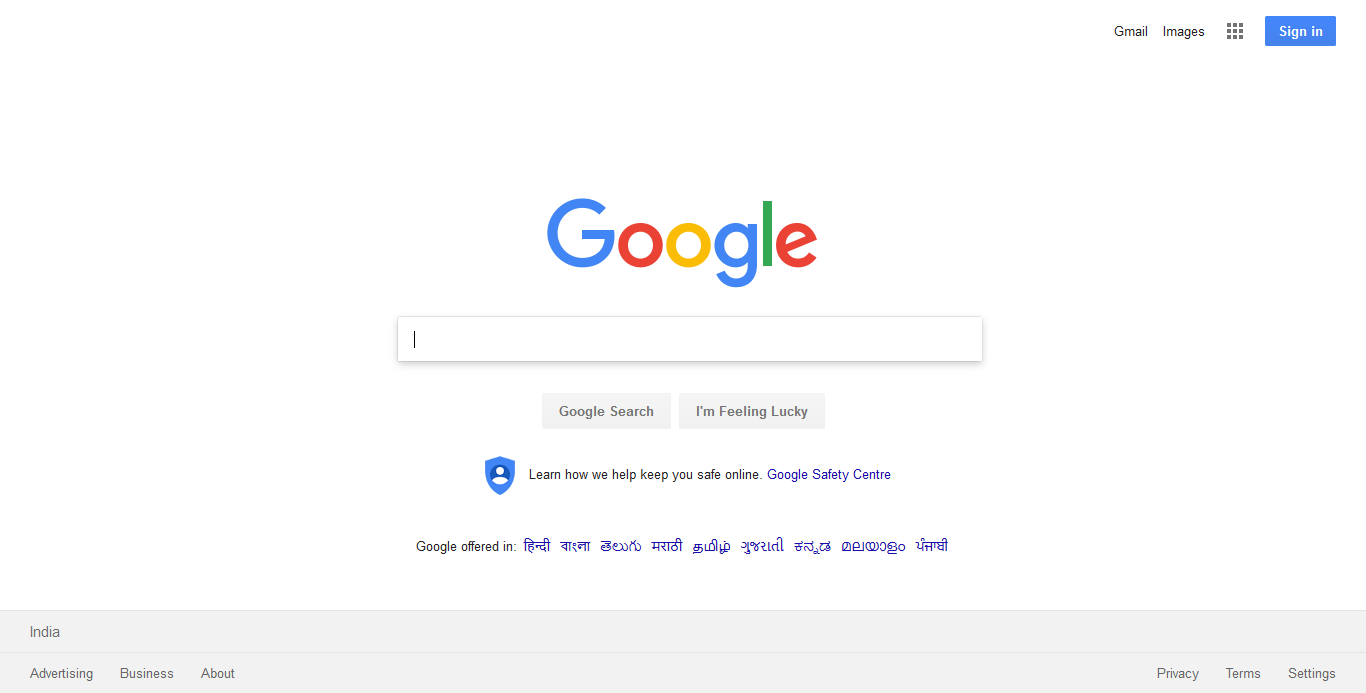 Gmail Images Sign in
Google
Google Search I'm Feeling Lucky
Learn how we help keep you safe online. Google Safety Centre
Google offered in: हिन्दी বাংলা తెలుగు मराठी தமிழ் ગુજરાતી ಕನ್ನಡ മലയാളം ਪੰਜਾਬੀ
India
Advertising Business About Privacy Terms Settings